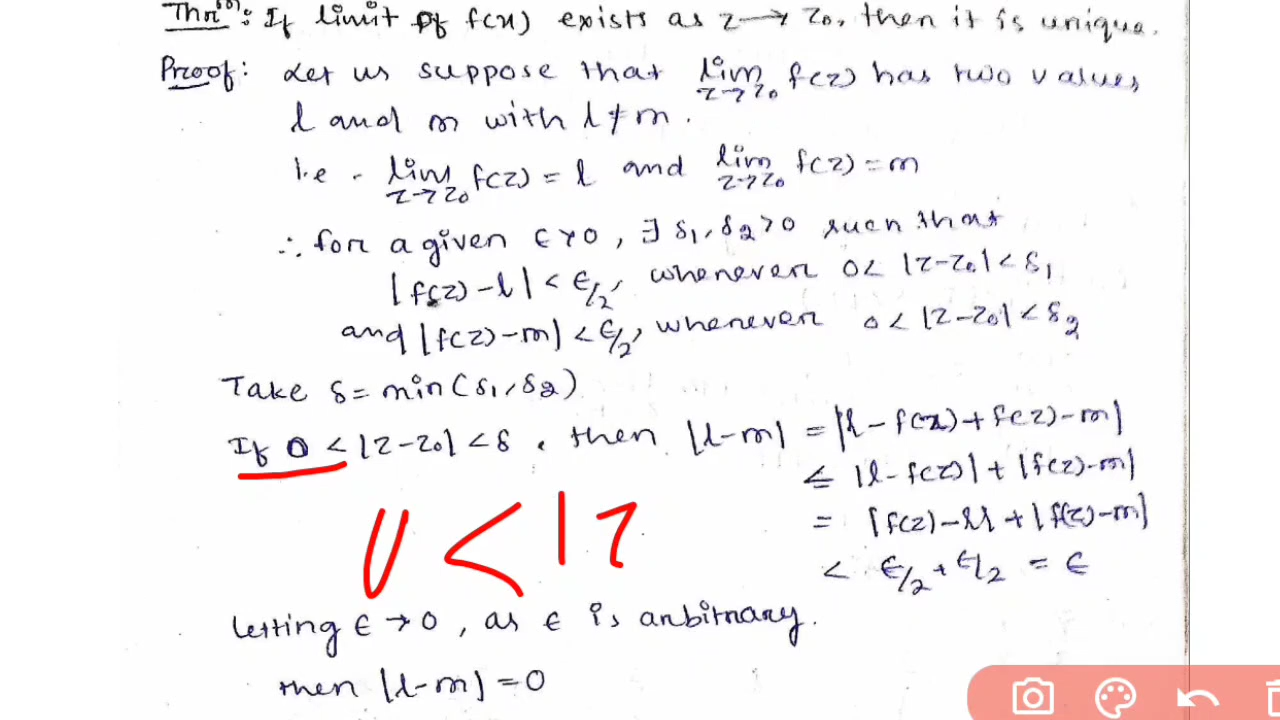 Thm(1): If limit of f(x) exists as z → z₀, then it is unique.
Proof: Let us suppose that lim_{z→z₀} f(z) has two values,
l and m with l ≠ m.
i.e. lim_{z→z₀} f(z) = l and lim_{z→z₀} f(z) = m
∴ for a given ϵ > 0, ∃ δ₁, δ₂ > 0 such that
|f(z) - l| < ϵ/2, whenever 0 < |z - z₀| < δ₁
and |f(z) - m| < ϵ/2, whenever 0 < |z - z₀| < δ₂
Take δ = min(δ₁, δ₂)
If 0 < |z - z₀| < δ, then |l - m| = |l - f(z) + f(z) - m|
≤ |l - f(z)| + |f(z) - m|
= |f(z) - l| + |f(z) - m|
0 < |z
< ϵ/2 + ϵ/2 = ϵ
letting ϵ → 0, as ϵ is arbitrary.
then |l - m| = 0